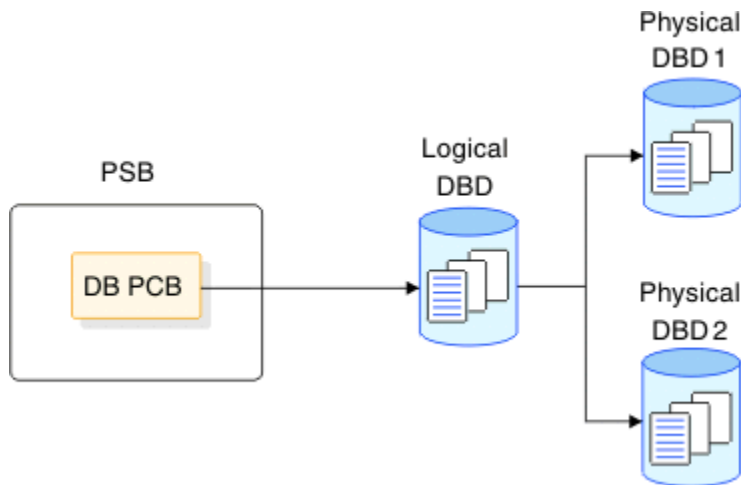 PSB
DB PCB
Logical
DBD
Physical
DBD 1
Physical
DBD 2